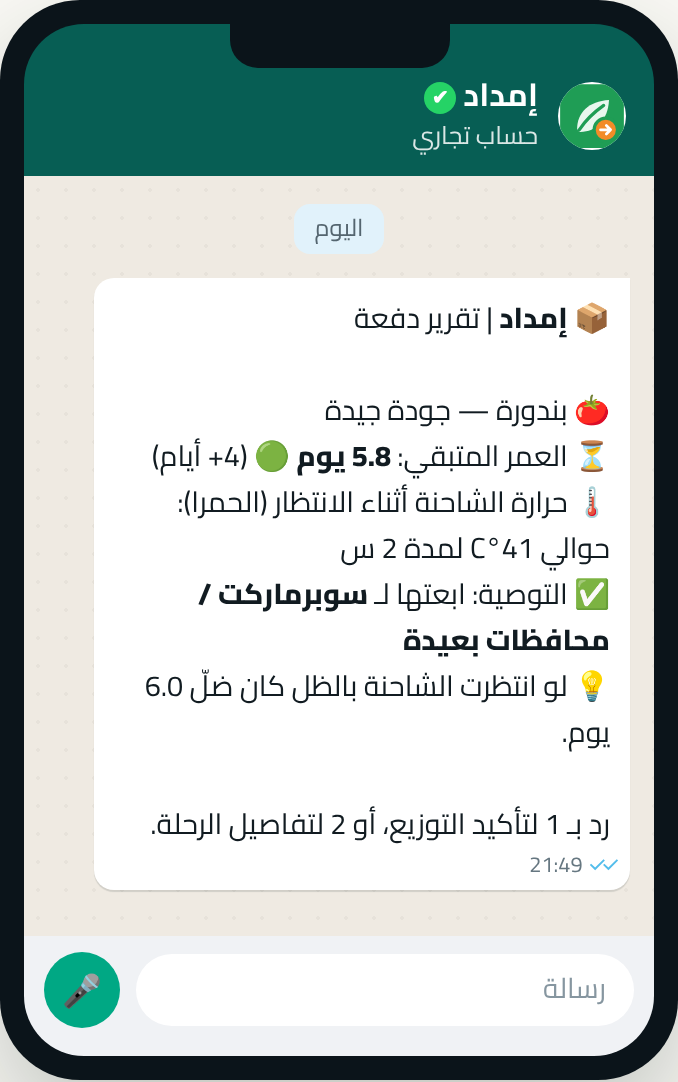 إمداد ✔
حساب تجاري
اليوم
📦 إمداد | تقرير دفعة
🍅 بندورة — جودة جيدة
⏳ العمر المتبقي: 5.8 يوم 🟢 (4+ أيام)
🌡️ حرارة الشاحنة أثناء الانتظار (الحمرا):
حوالي 41°C لمدة 2 س
✅ التوصية: ابعتها لـ سوبرماركت /
محافظات بعيدة
💡 لو انتظرت الشاحنة بالظل كان ضلّ 6.0
يوم.
رد بـ 1 لتأكيد التوزيع، أو 2 لتفاصيل الرحلة.
21:49
رسالة